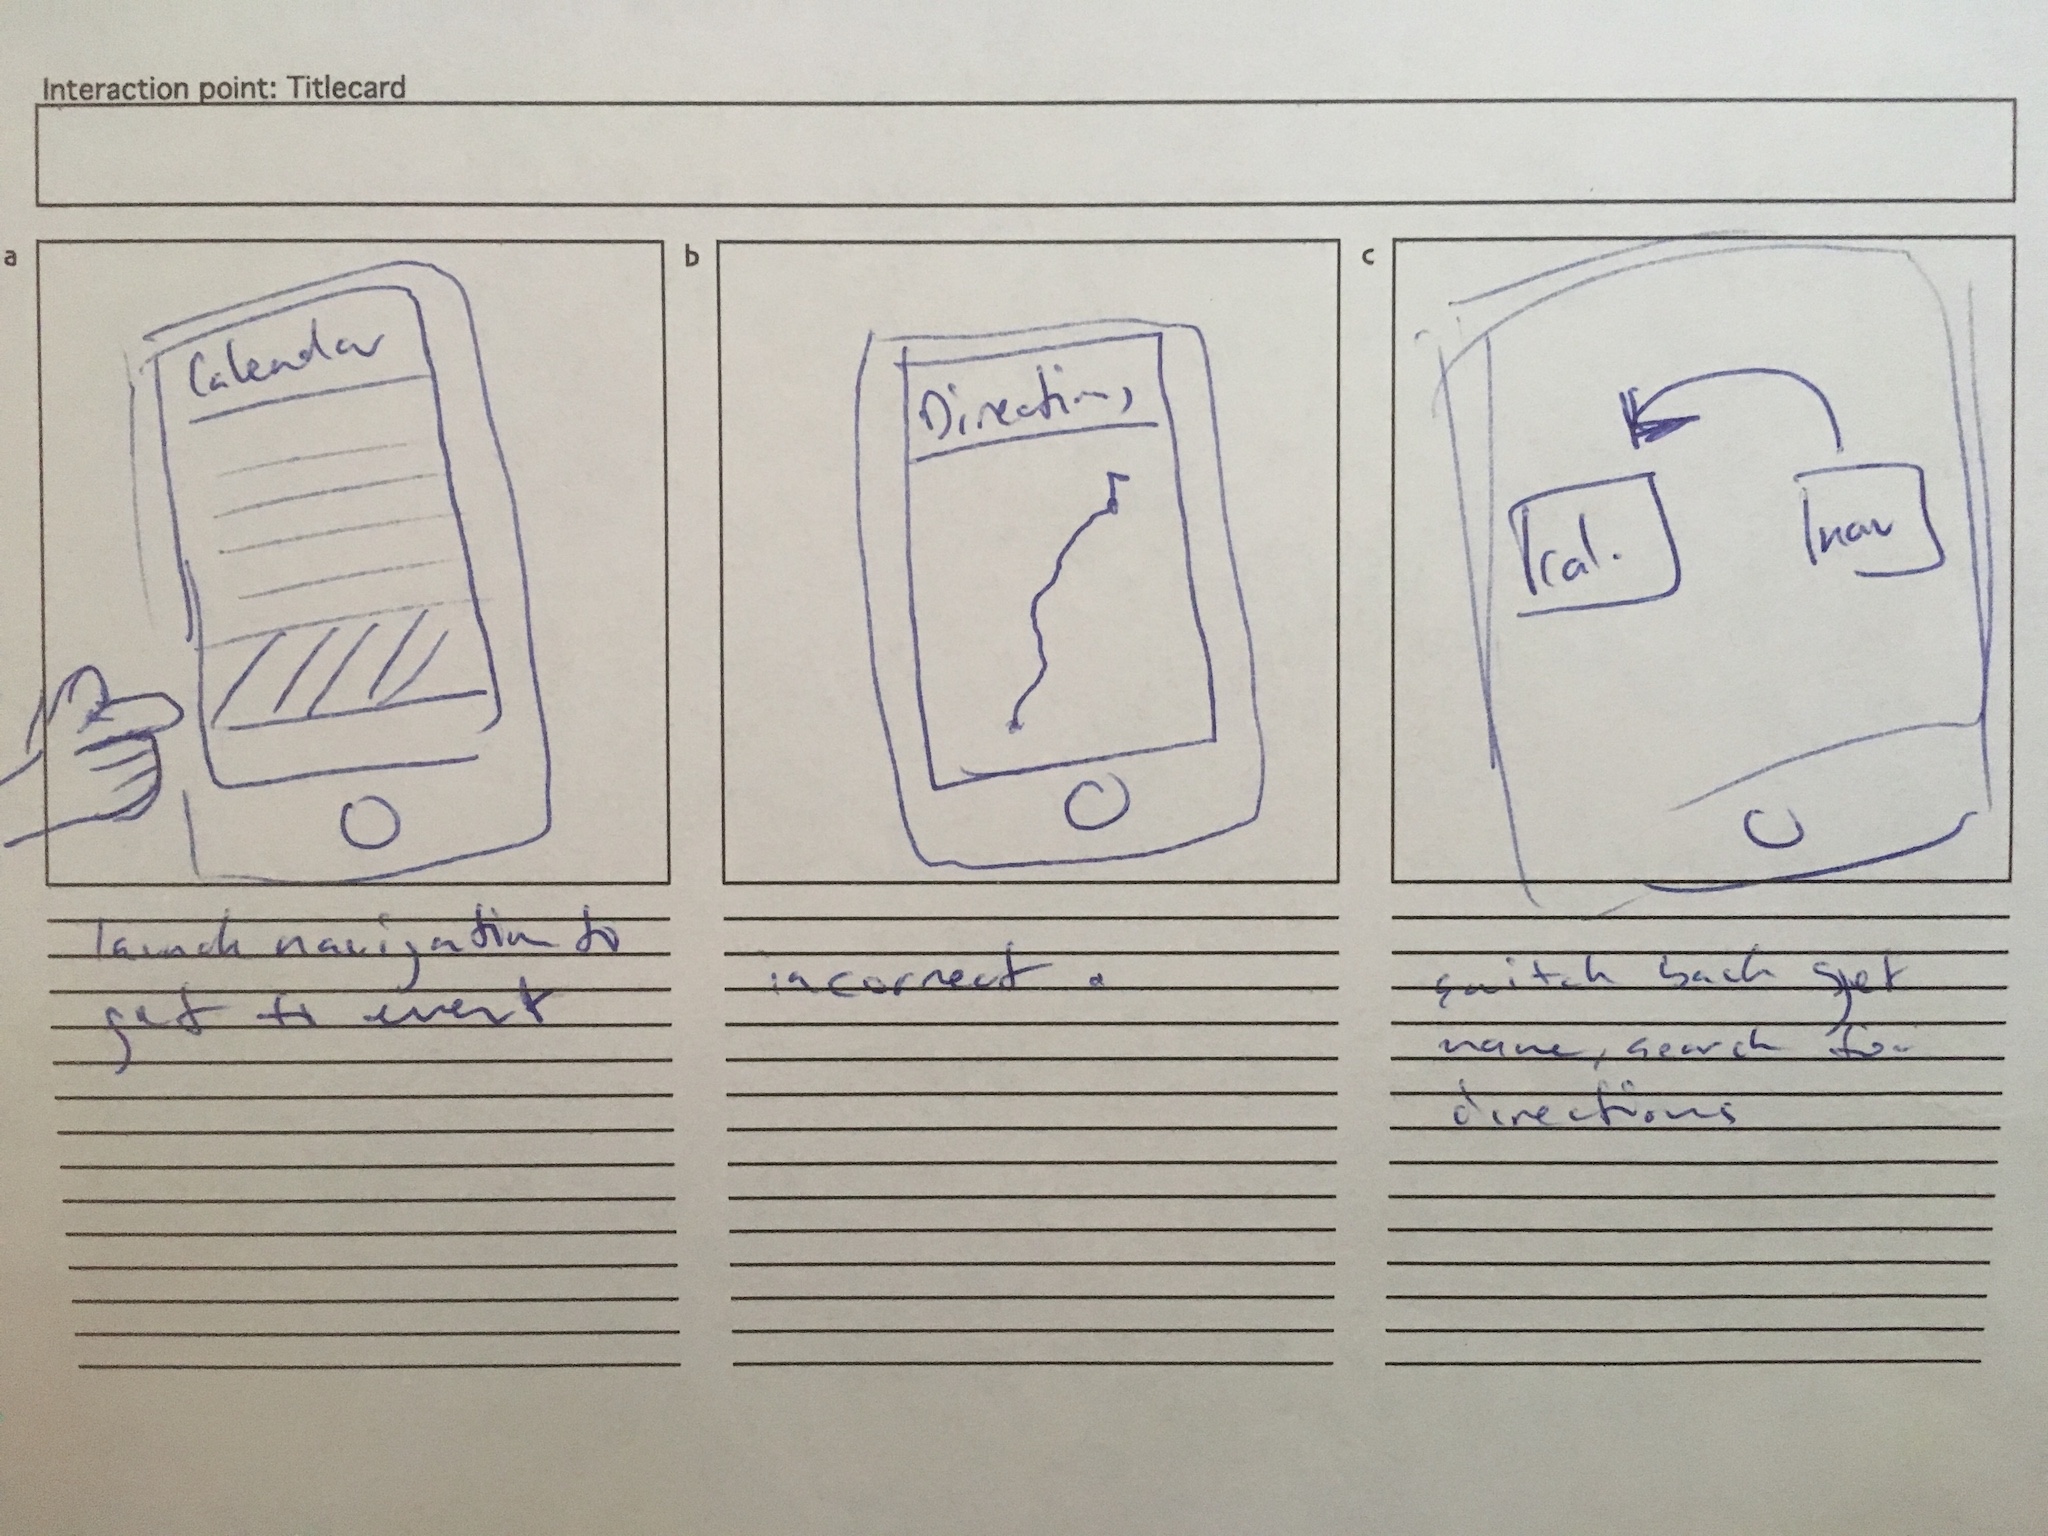 Interaction point: Titlecard
a
b
c
Calendar
Directions
cal.
nav
launch navigation to
get to event
incorrect
switch back get
name, search for
directions